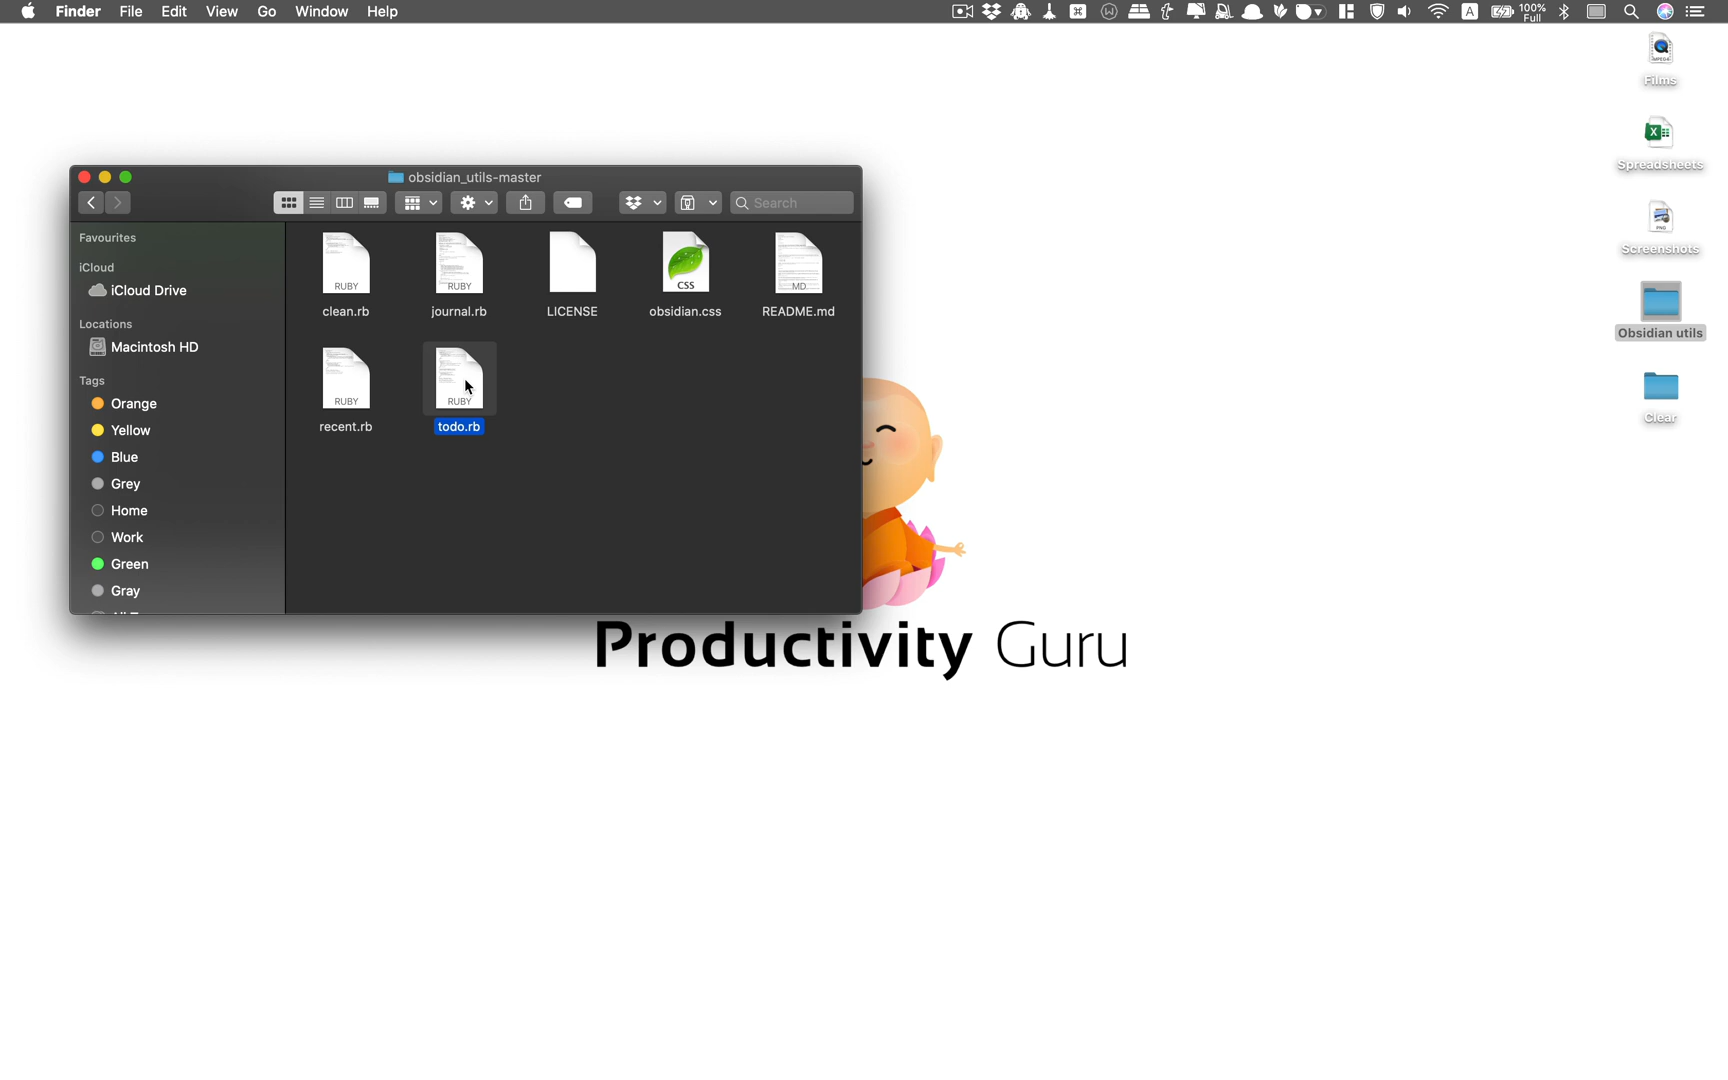 Finder File Edit View Go Window Help
A 100% Full
obsidian_utils-master
Search
Favourites
iCloud
iCloud Drive
Locations
Macintosh HD
Tags
Orange
Yellow
Blue
Grey
Home
Work
Green
Gray
RUBY RUBY CSS MD
clean.rb journal.rb LICENSE obsidian.css README.md
RUBY RUBY
recent.rb todo.rb
Productivity Guru
MPEG4
Films
X
Spreadsheets
PNG
Screenshots
Obsidian utils
Clear